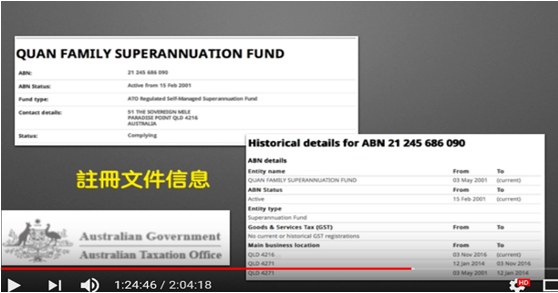 QUAN FAMILY SUPERANNUATION FUND
ABN: 21 245 686 090
ABN Status: Active from 15 Feb 2001
Fund type: ATO Regulated Self-Managed Superannuation Fund
Contact details: 51 THE SOVEREIGN MILE
PARADISE POINT QLD 4216
AUSTRALIA
Status: Complying
Historical details for ABN 21 245 686 090
ABN details
Entity name From To
QUAN FAMILY SUPERANNUATION FUND 03 May 2001 (current)
ABN Status From To
Active 15 Feb 2001 (current)
Entity type
Superannuation Fund
Goods & Services Tax (GST)
No current or historical GST registrations
Main business location From To
QLD 4216 03 Nov 2016 (current)
QLD 4271 12 Jan 2014 03 Nov 2016
QLD 4271 03 May 2001 12 Jan 2014
註冊文件信息
Australian Government
Australian Taxation Office
1:24:46 / 2:04:18
HD